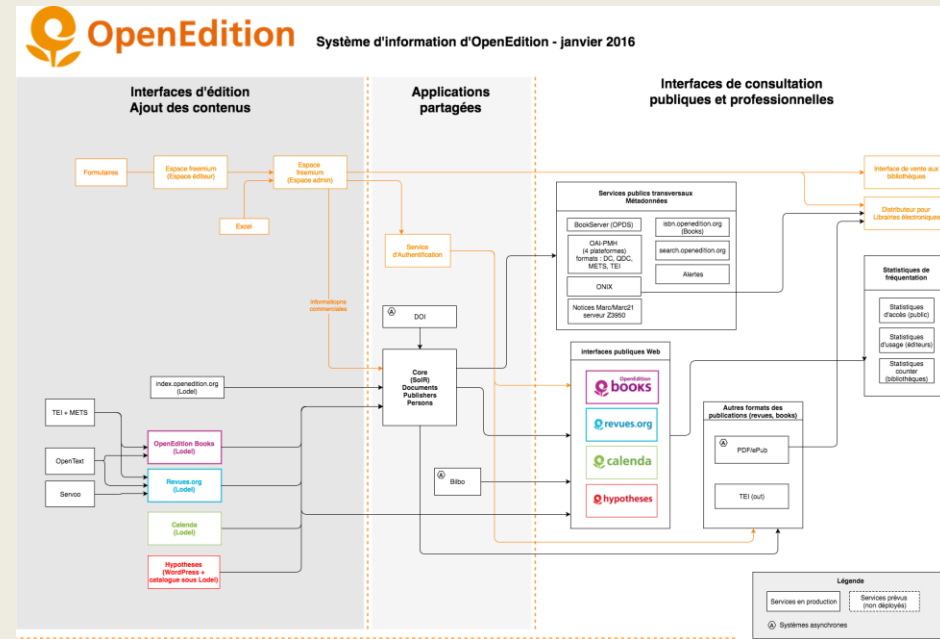 OpenEdition
Système d'information d'OpenEdition - janvier 2016
Interfaces d'édition
Ajout des contenus
Applications
partagées
Interfaces de consultation
publiques et professionnelles
Formulaires
Espace freemium
(Espace éditeur)
Espace
freemium
(Espace admin)
Excel
Service
d'Authentification
Informatiopns
commerciales
Interface de vente aux
bibliothèques
Distributeur pour
Librairies électroniques
Services publics transversaux
Métadonnées
BookServer (OPDS)
OAI-PMH
(4 plateformes)
formats : DC, QDC,
METS, TEI
ONIX
Notices Marc/Marc21
serveur Z3950
isbn.openedition.org
(Books)
search.openedition.org
Alertes
Statistiques de
fréquentation
Statistiques
d'accès (public)
Statistiques
d'usage (éditeurs)
Statistiques
counter
(bibliothèques)
A
DOI
Core
(SolR)
Documents
Publishers
Persons
index.openedition.org
(Lodel)
TEI + METS
OpenText
Servoo
OpenEdition Books
(Lodel)
Revues.org
(Lodel)
Calenda
(Lodel)
Hypotheses
(WordPress +
catalogue sous Lodel)
A
Bilbo
interfaces publiques Web
OpenEdition
books
revues.org
calenda
hypotheses
Autres formats des
publications (revues, books)
A
PDF/ePub
TEI (out)
Légende
Services en production
Services prévus
(non déployés)
A Systèmes asynchrones